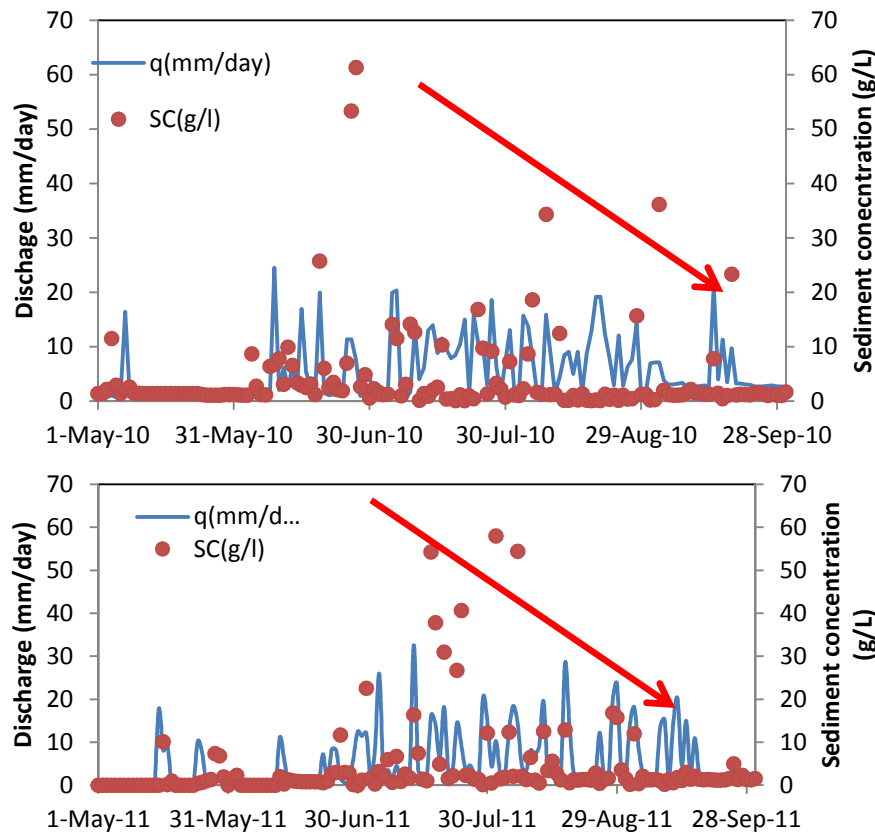 70
60
50
40
30
20
10
0
Dischage (mm/day)
q(mm/day)
SC(g/l)
70
60
50
40
30
20
10
0
Sediment conecntration (g/L)
1-May-10 31-May-10 30-Jun-10 30-Jul-10 29-Aug-10 28-Sep-10
70
60
50
40
30
20
10
0
Discharge (mm/day)
q(mm/d...
SC(g/l)
70
60
50
40
30
20
10
0
Sediment concentration
(g/L)
1-May-11 31-May-11 30-Jun-11 30-Jul-11 29-Aug-11 28-Sep-11